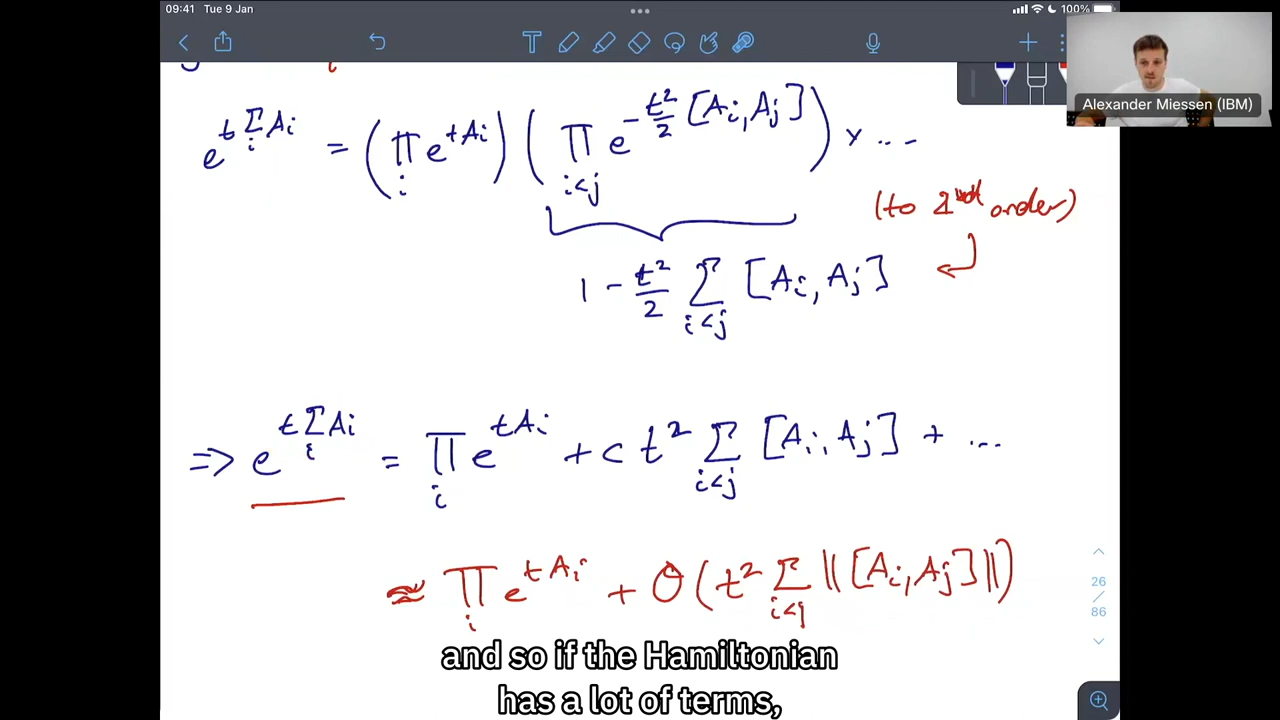 09:41 Tue 9 Jan
100%
Alexander Miessen (IBM)
e^{t Σ_i A_i} = (∏_i e^{tA_i}) (∏_{i<j} e^{-t²/2 [A_i, A_j]}) × ...
(to 2nd order)
1 - t²/2 Σ_{i<j} [A_i, A_j]
=> e^{t Σ_i A_i} = ∏_i e^{tA_i} + c t² Σ_{i<j} [A_i, A_j] + ...
≈ ∏_i e^{tA_i} + O(t² Σ_{i<j} ||[A_i, A_j]||)
26
/
86
and so if the Hamiltonian
has a lot of terms,